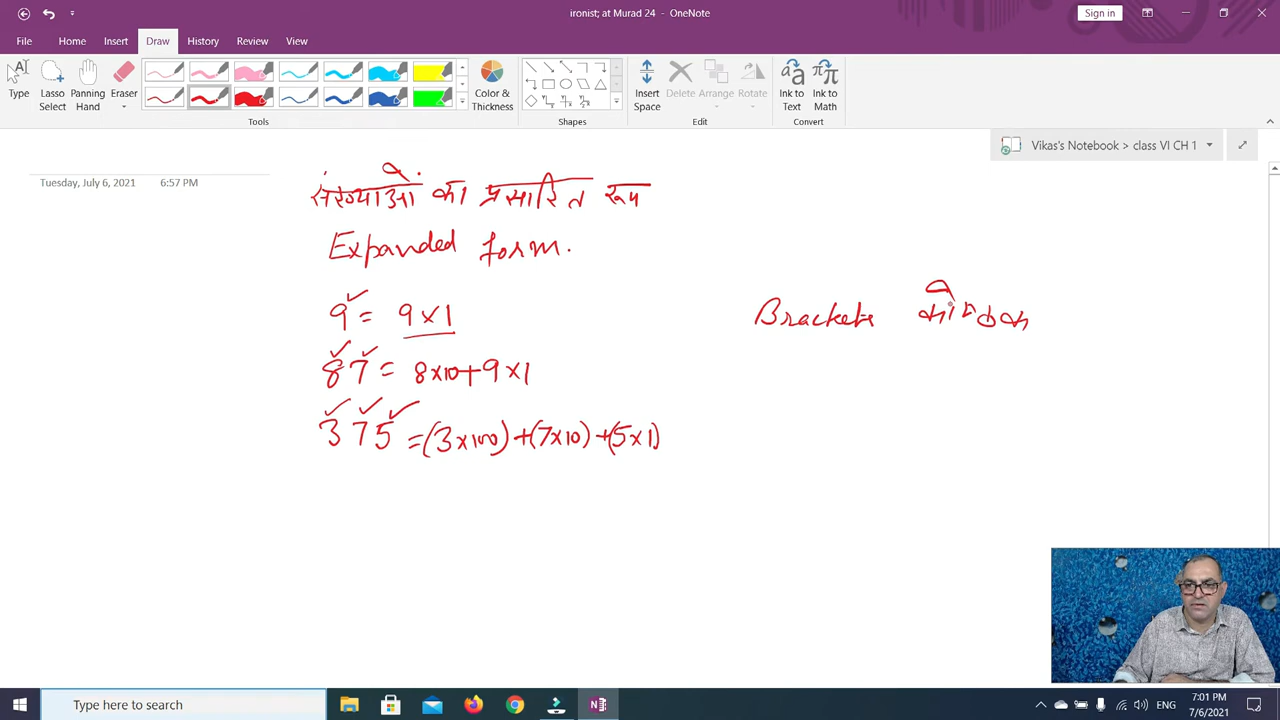 ironist; at Murad 24 - OneNote
Sign in
File Home Insert Draw History Review View
Type
Lasso Select
Panning Hand
Eraser
Color & Thickness
Insert Space
Delete
Arrange
Rotate
Ink to Text
Ink to Math
Tools
Shapes
Edit
Convert
Vikas's Notebook > class VI CH 1
Tuesday, July 6, 2021 6:57 PM
संख्याओं का प्रसारित रूप
Expanded form.
9 = 9×1
Brackets कोष्ठक
87 = 8×10+9×1
375 = (3×100)+(7×10)+(5×1)
Type here to search
7:01 PM
7/6/2021